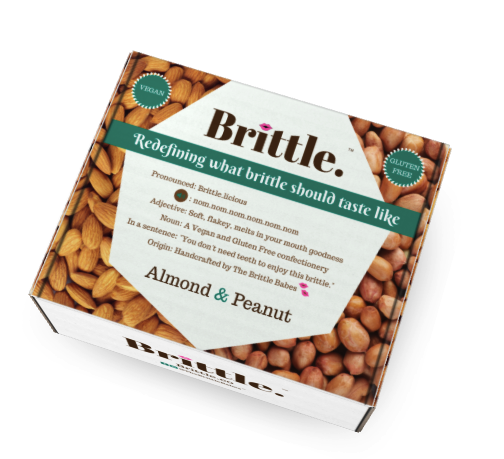 VEGAN
Brittle.
™
Redefining what brittle should taste like
GLUTEN
FREE
Pronounced: Brittle.licious
: nom.nom.nom.nom.nom.nom
Adjective: Soft, flakey, melts in your mouth goodness
Noun: A Vegan and Gluten Free confectionery
In a sentence: "You don't need teeth to enjoy this brittle."
Origin: Handcrafted by The Brittle Babes
Almond & Peanut
Brittle.